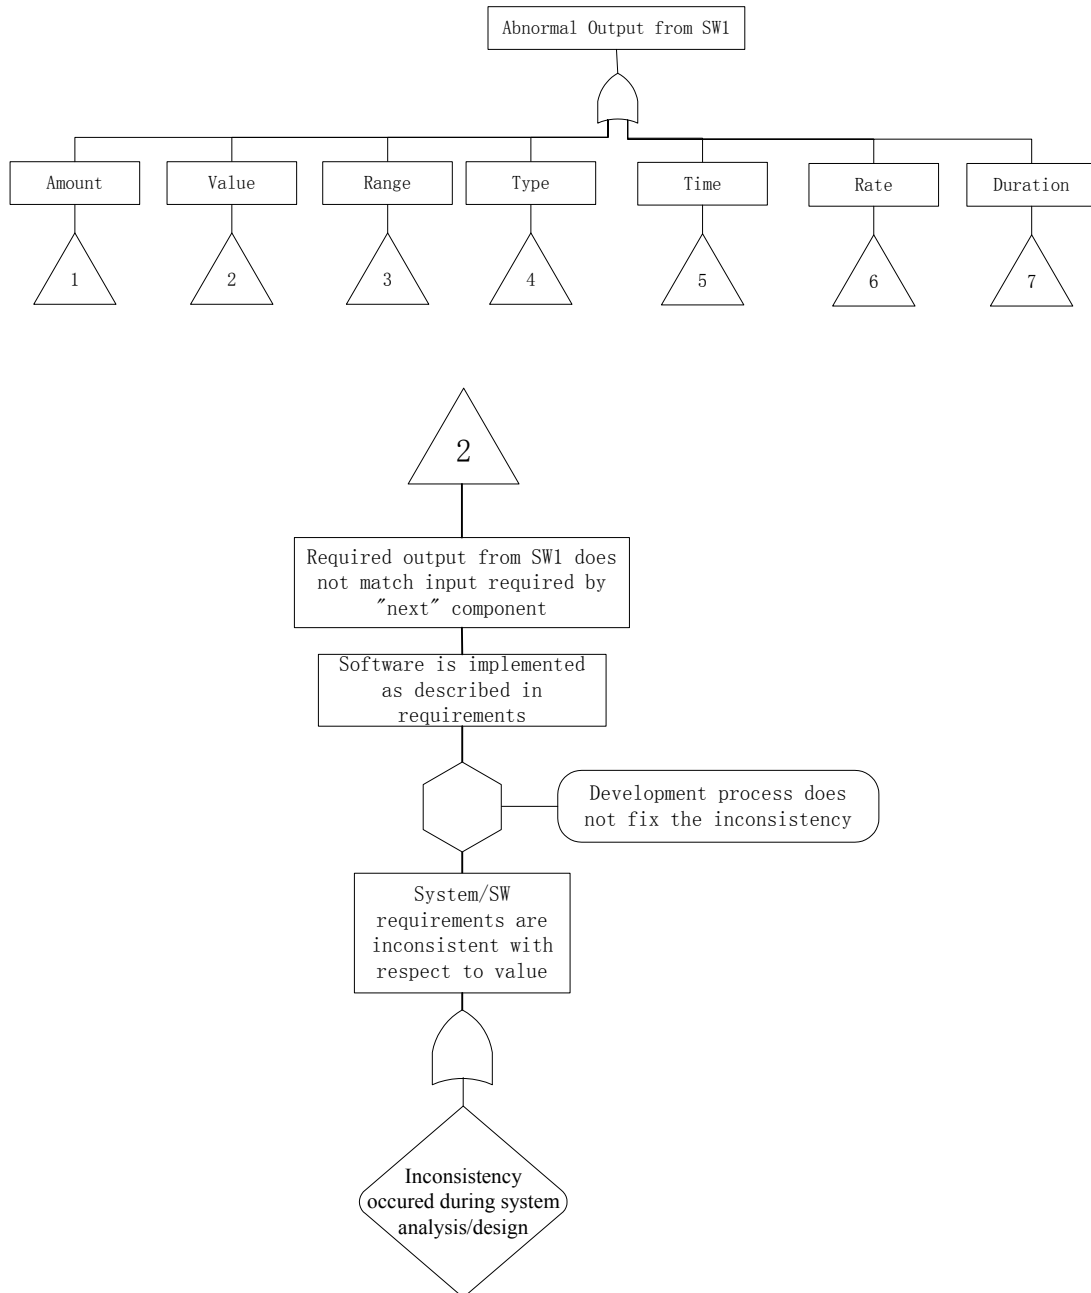 Abnormal Output from SW1
Amount
Value
Range
Type
Time
Rate
Duration
1
2
3
4
5
6
7
2
Required output from SW1 does
not match input required by
"next" component
Software is implemented
as described in
requirements
Development process does
not fix the inconsistency
System/SW
requirements are
inconsistent with
respect to value
Inconsistency
occured during system
analysis/design